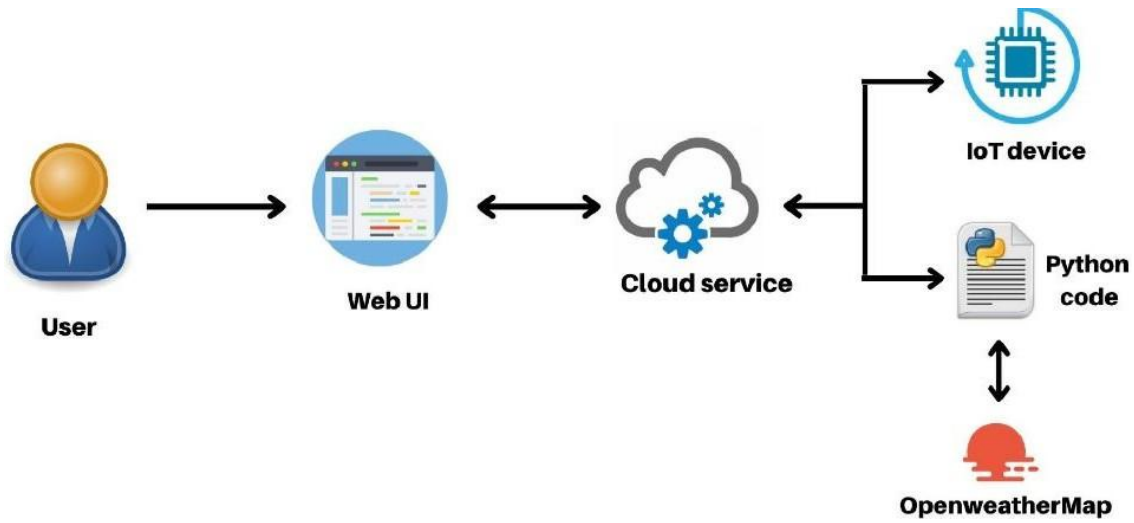 IoT device
Python
code
Cloud service
Web UI
User
OpenweatherMap